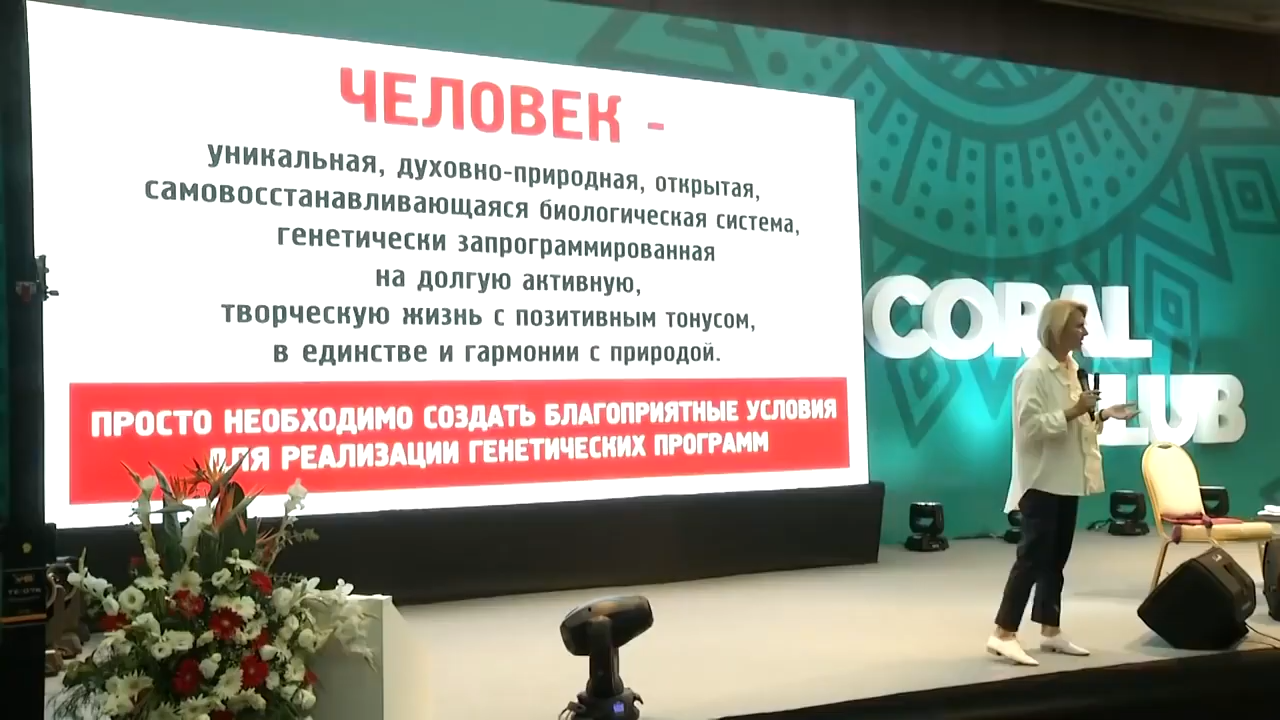 ЧЕЛОВЕК -
уникальная, духовно-природная, открытая,
самовосстанавливающаяся биологическая система,
генетически запрограммированная
на долгую активную,
творческую жизнь с позитивным тонусом,
в единстве и гармонии с природой.
ПРОСТО НЕОБХОДИМО СОЗДАТЬ БЛАГОПРИЯТНЫЕ УСЛОВИЯ
ДЛЯ РЕАЛИЗАЦИИ ГЕНЕТИЧЕСКИХ ПРОГРАММ
CORAL
CLUB